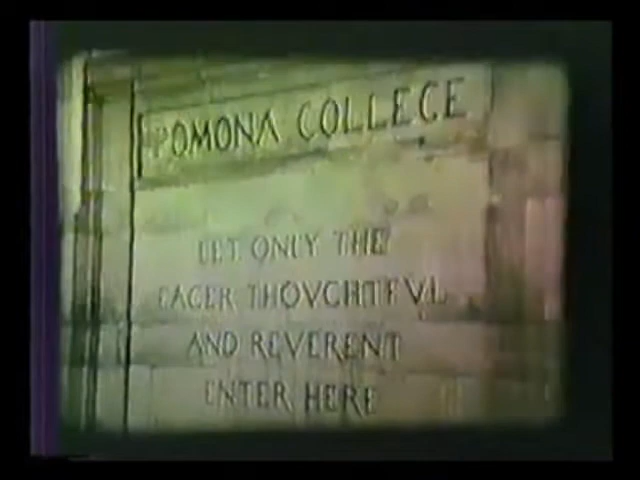 POMONA COLLEGE
LET ONLY THE
EAGER THOVGHTFVL
AND REVERENT
ENTER HERE